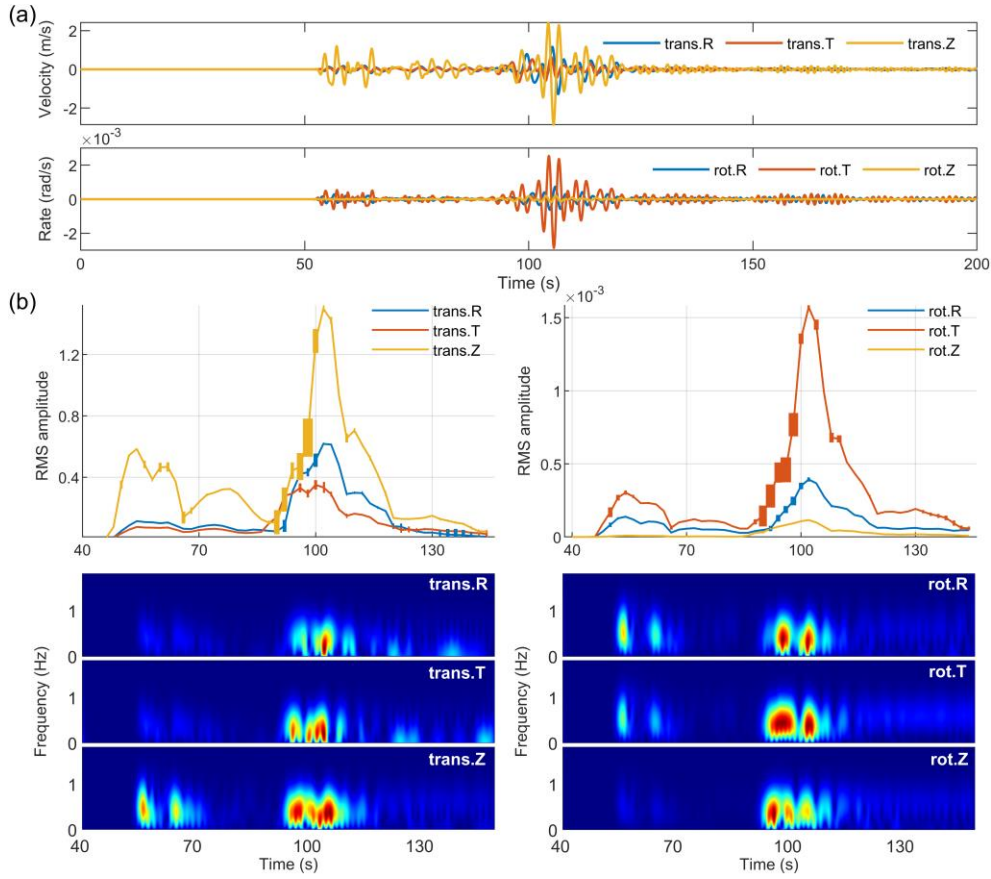 (a)
Velocity (m/s)
2
0
-2
trans.R trans.T trans.Z
×10⁻³
Rate (rad/s)
2
0
-2
rot.R rot.T rot.Z
0 50 100 150 200
Time (s)
(b)
RMS amplitude
1.2
0.8
0.4
trans.R
trans.T
trans.Z
40 70 100 130
×10⁻³
RMS amplitude
1.5
1
0.5
0
rot.R
rot.T
rot.Z
40 70 100 130
Frequency (Hz)
1
0
trans.R
1
0
trans.T
1
0
trans.Z
40 70 100 130
Time (s)
Frequency (Hz)
1
0
rot.R
1
0
rot.T
1
0
rot.Z
40 70 100 130
Time (s)